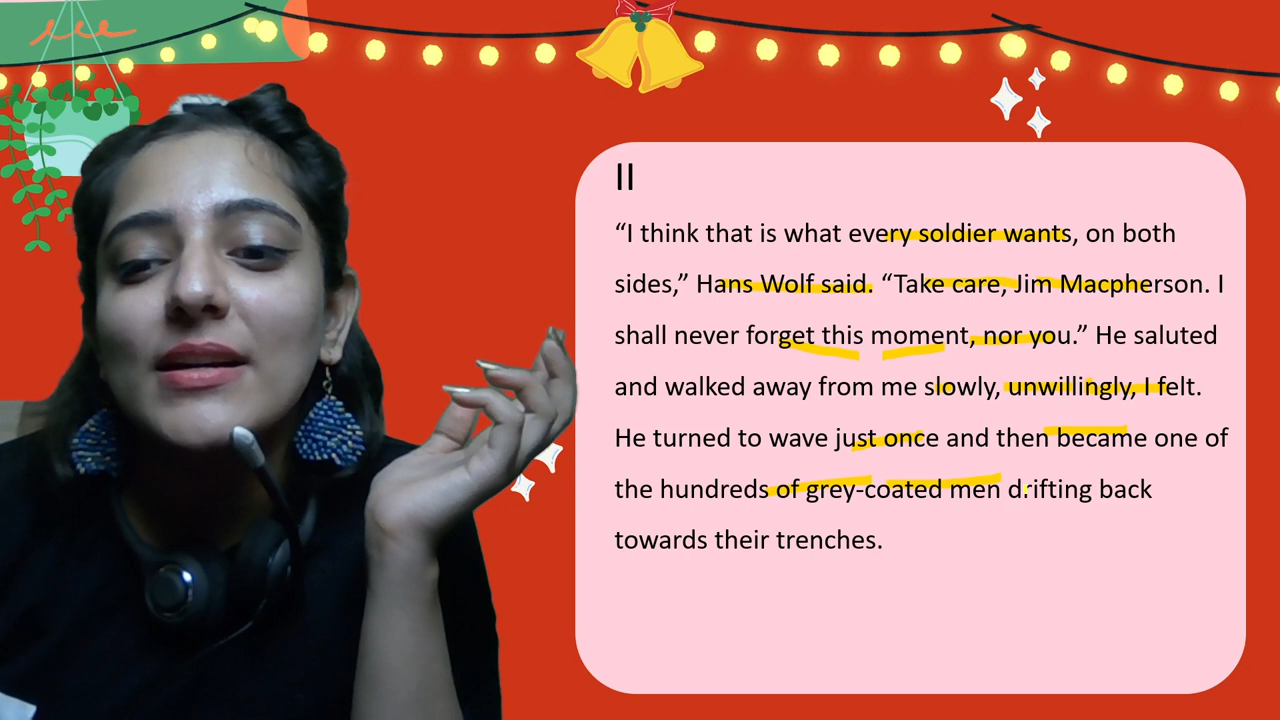 II
“I think that is what every soldier wants, on both
sides,” Hans Wolf said. “Take care, Jim Macpherson. I
shall never forget this moment, nor you.” He saluted
and walked away from me slowly, unwillingly, I felt.
He turned to wave just once and then became one of
the hundreds of grey-coated men drifting back
towards their trenches.